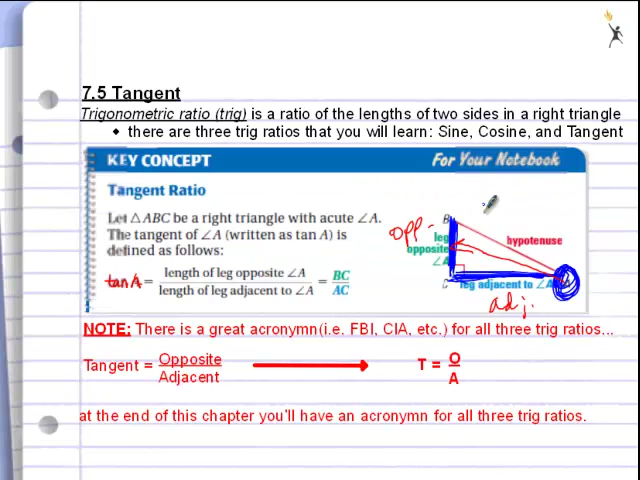 7.5 Tangent
Trigonometric ratio (trig) is a ratio of the lengths of two sides in a right triangle
♦ there are three trig ratios that you will learn: Sine, Cosine, and Tangent
KEY CONCEPT For Your Notebook
Tangent Ratio
Let △ABC be a right triangle with acute ∠A.
The tangent of ∠A (written as tan A) is
defined as follows:
tan A = length of leg opposite ∠A / length of leg adjacent to ∠A = BC / AC
B
opp.
leg
opposite
∠A
hypotenuse
C
leg adjacent to ∠A
A
adj.
NOTE: There is a great acronymn(i.e. FBI, CIA, etc.) for all three trig ratios...
Tangent = Opposite / Adjacent T = O / A
at the end of this chapter you'll have an acronymn for all three trig ratios.